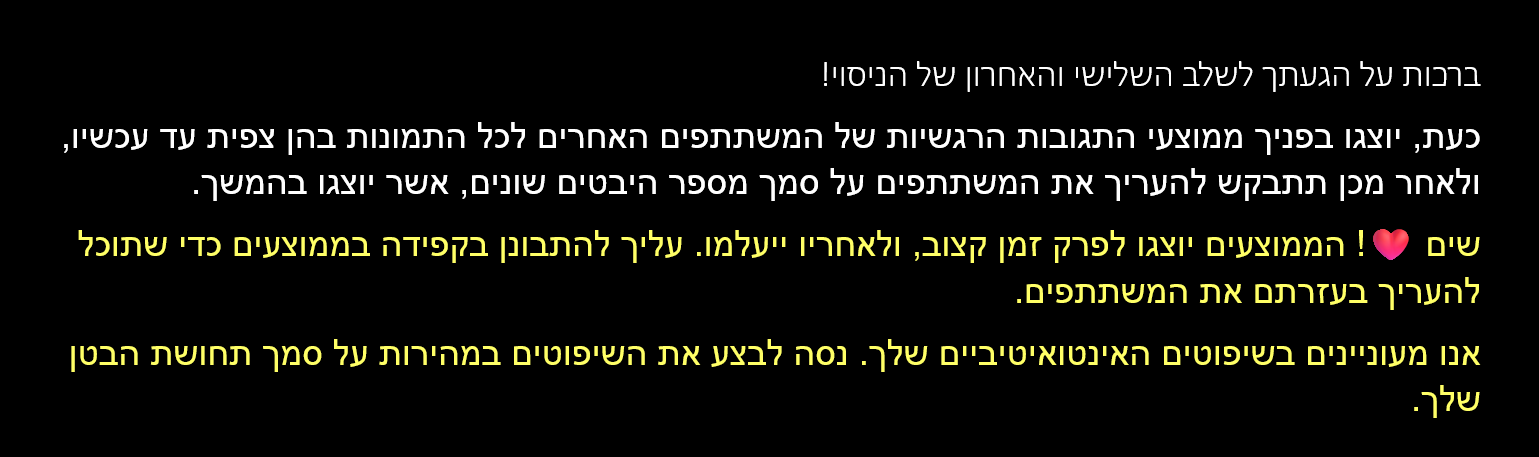 ברכות על הגעתך לשלב השלישי והאחרון של הניסוי!
כעת, יוצגו בפניך ממוצעי התגובות הרגשיות של המשתתפים האחרים לכל התמונות בהן צפית עד עכשיו,
ולאחר מכן תתבקש להעריך את המשתתפים על סמך מספר היבטים שונים, אשר יוצגו בהמשך.
שים ❤! הממוצעים יוצגו לפרק זמן קצוב, ולאחריו ייעלמו. עליך להתבונן בקפידה בממוצעים כדי שתוכל
להעריך בעזרתם את המשתתפים.
אנו מעוניינים בשיפוטים האינטואיטיביים שלך. נסה לבצע את השיפוטים במהירות על סמך תחושת הבטן
שלך.